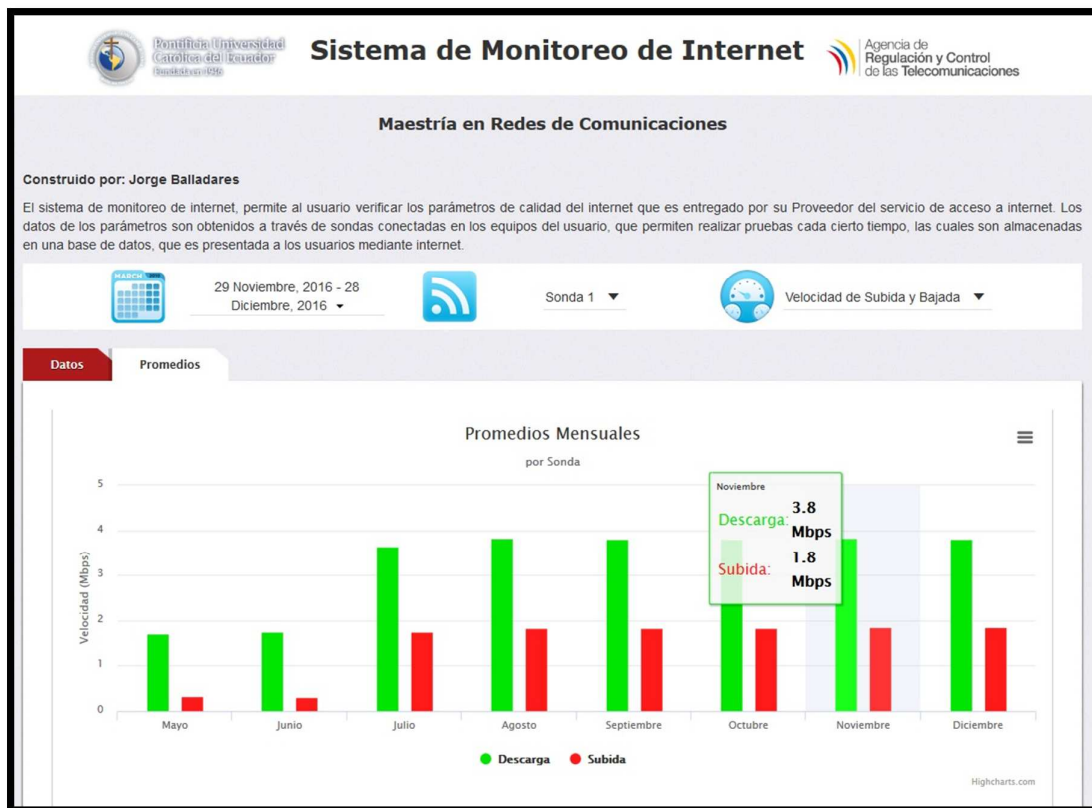 Pontificia Universidad
Católica del Ecuador
Fundada en 1946
Sistema de Monitoreo de Internet
Agencia de
Regulación y Control
de las Telecomunicaciones
Maestría en Redes de Comunicaciones
Construido por: Jorge Balladares
El sistema de monitoreo de internet, permite al usuario verificar los parámetros de calidad del internet que es entregado por su Proveedor del servicio de acceso a internet. Los
datos de los parámetros son obtenidos a través de sondas conectadas en los equipos del usuario, que permiten realizar pruebas cada cierto tiempo, las cuales son almacenadas
en una base de datos, que es presentada a los usuarios mediante internet.
MARCH
29 Noviembre, 2016 - 28
Diciembre, 2016
Sonda 1
Velocidad de Subida y Bajada
Datos
Promedios
Promedios Mensuales
por Sonda
Velocidad (Mbps)
5
4
3
2
1
0
Noviembre
Descarga: 3.8
Mbps
Subida: 1.8
Mbps
Mayo
Junio
Julio
Agosto
Septiembre
Octubre
Noviembre
Diciembre
Descarga
Subida
Highcharts.com